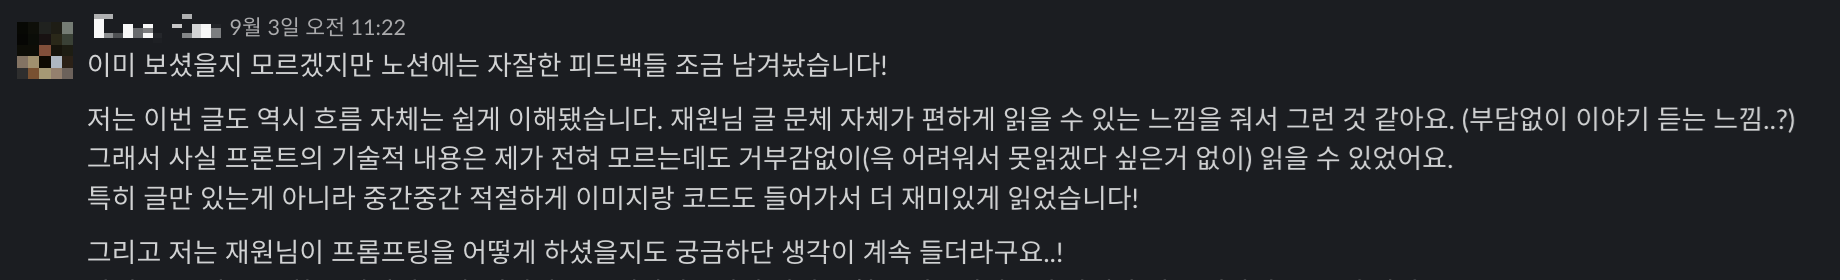 9월 3일 오전 11:22
이미 보셨을지 모르겠지만 노션에는 자잘한 피드백들 조금 남겨놨습니다!
저는 이번 글도 역시 흐름 자체는 쉽게 이해됐습니다. 재원님 글 문체 자체가 편하게 읽을 수 있는 느낌을 줘서 그런 것 같아요. (부담없이 이야기 듣는 느낌..?)
그래서 사실 프론트의 기술적 내용은 제가 전혀 모르는데도 거부감없이(윽 어려워서 못읽겠다 싶은거 없이) 읽을 수 있었어요.
특히 글만 있는게 아니라 중간중간 적절하게 이미지랑 코드도 들어가서 더 재미있게 읽었습니다!
그리고 저는 재원님이 프롬프팅을 어떻게 하셨을지도 궁금하단 생각이 계속 들더라구요..!